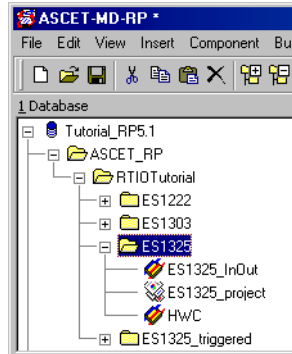 ASCET-MD-RP *
File Edit View Insert Component Bu
1 Database
Tutorial_RP5.1
ASCET_RP
RTIOTutorial
ES1222
ES1303
ES1325
ES1325_InOut
ES1325_project
HWC
ES1325_triggered